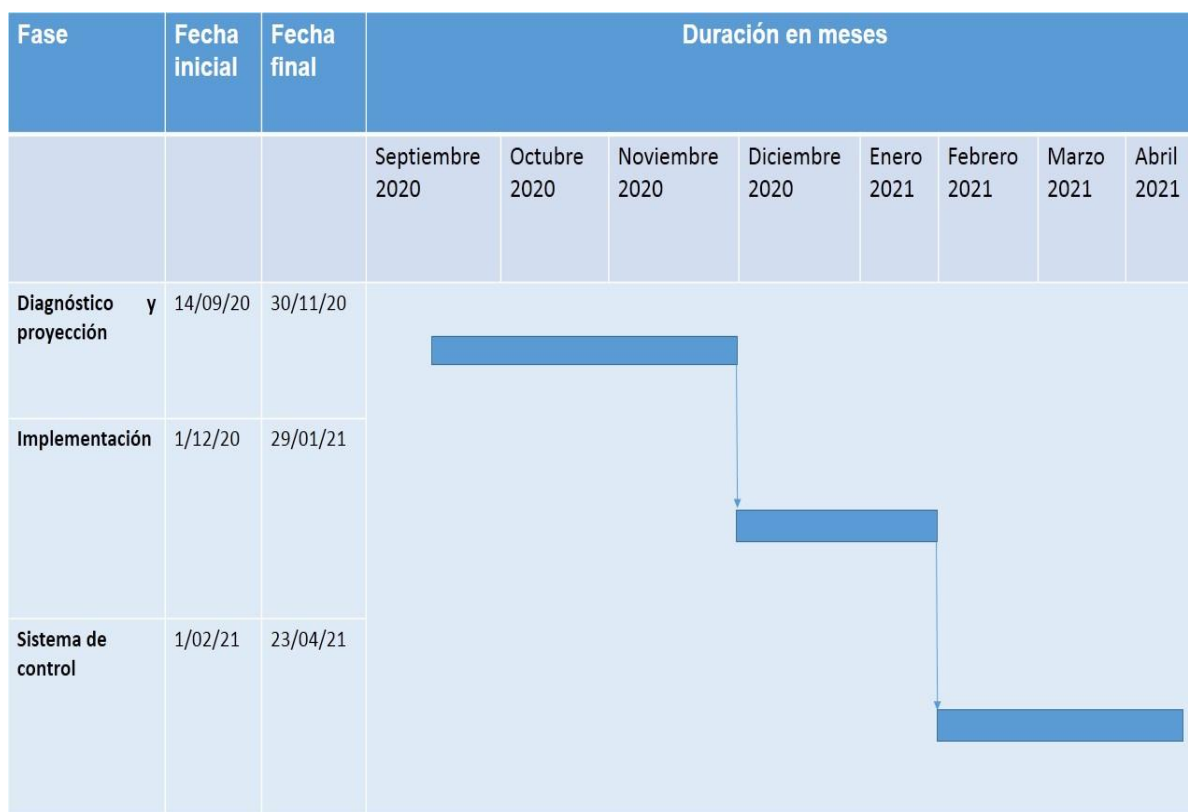 Fase
Fecha
inicial
Fecha
final
Duración en meses
Septiembre
2020
Octubre
2020
Noviembre
2020
Diciembre
2020
Enero
2021
Febrero
2021
Marzo
2021
Abril
2021
Diagnóstico y
proyección
14/09/20
30/11/20
Implementación
1/12/20
29/01/21
Sistema de
control
1/02/21
23/04/21